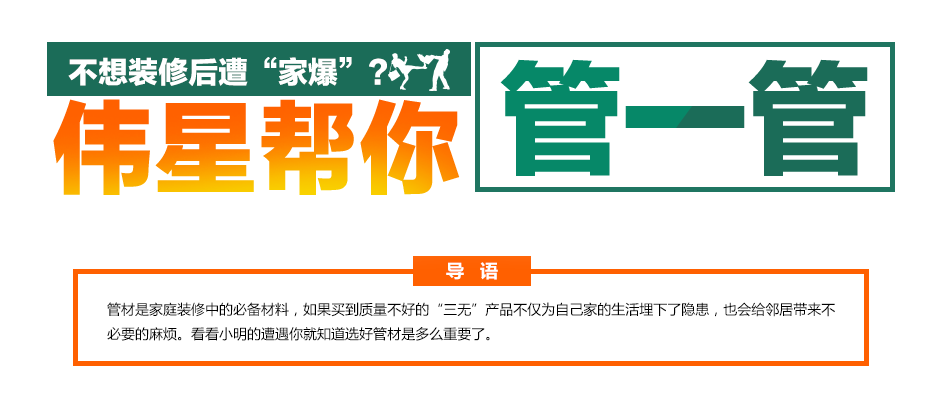 不想装修后遭“家爆”?
伟星帮你
管一管
导 语
管材是家庭装修中的必备材料，如果买到质量不好的“三无”产品不仅为自己家的生活埋下了隐患，也会给邻居带来不
必要的麻烦。看看小明的遭遇你就知道选好管材是多么重要了。